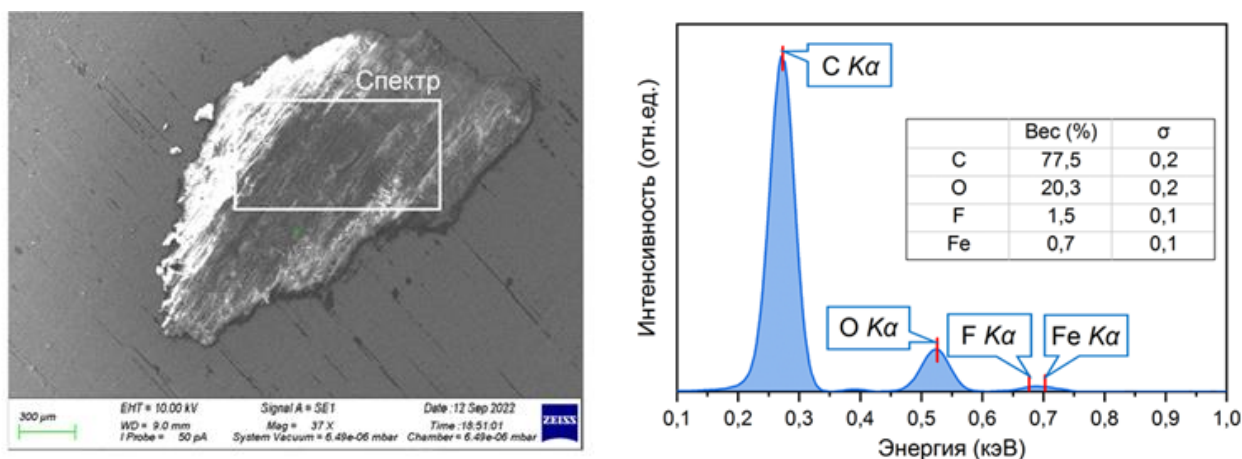 Спектр
300 µm
EHT = 10.00 kV
Signal A = SE1
Date :12 Sep 2022
WD = 9.0 mm
Mag = 37 X
Time :18:51:01
I Probe = 50 pA
System Vacuum = 6.49e-06 mbar
Chamber = 6.49e-06 mbar
ZEISS
Интенсивность (отн.ед.)
C Kα
O Kα
F Kα
Fe Kα
Вес (%) σ
C 77,5 0,2
O 20,3 0,2
F 1,5 0,1
Fe 0,7 0,1
0,1 0,2 0,3 0,4 0,5 0,6 0,7 0,8 0,9 1,0
Энергия (кэВ)